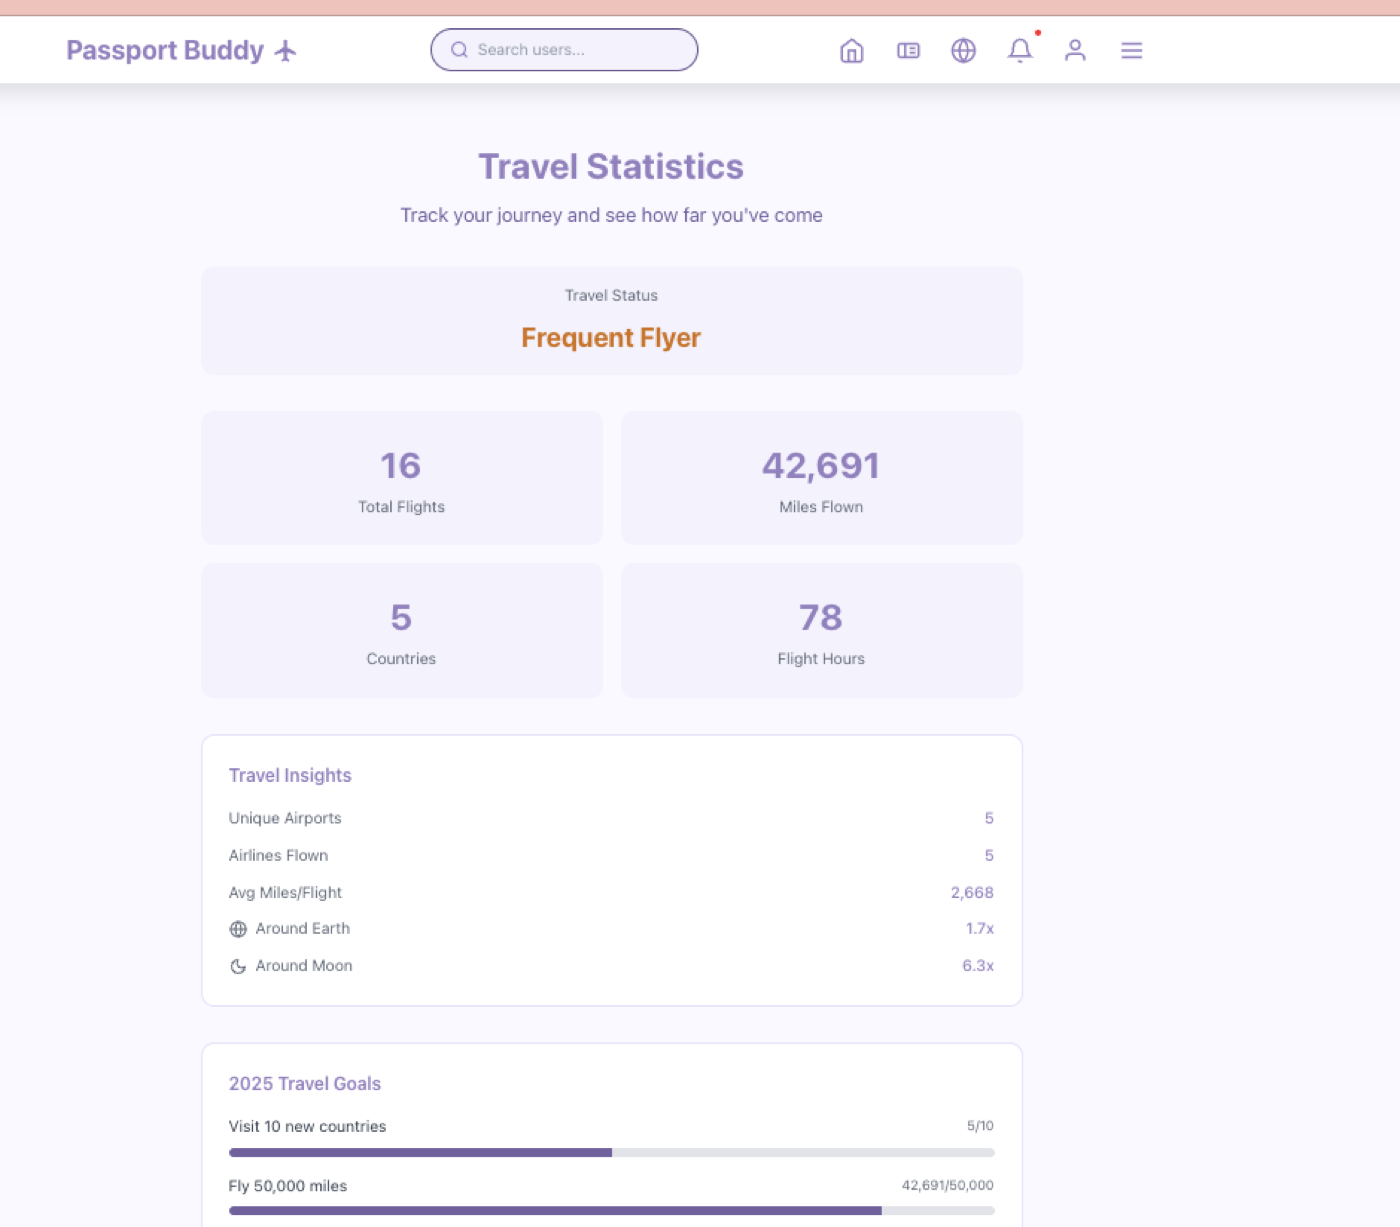 Passport Buddy
Search users...
Travel Statistics
Track your journey and see how far you've come
Travel Status
Frequent Flyer
16
Total Flights
42,691
Miles Flown
5
Countries
78
Flight Hours
Travel Insights
Unique Airports 5
Airlines Flown 5
Avg Miles/Flight 2,668
Around Earth 1.7x
Around Moon 6.3x
2025 Travel Goals
Visit 10 new countries 5/10
Fly 50,000 miles 42,691/50,000